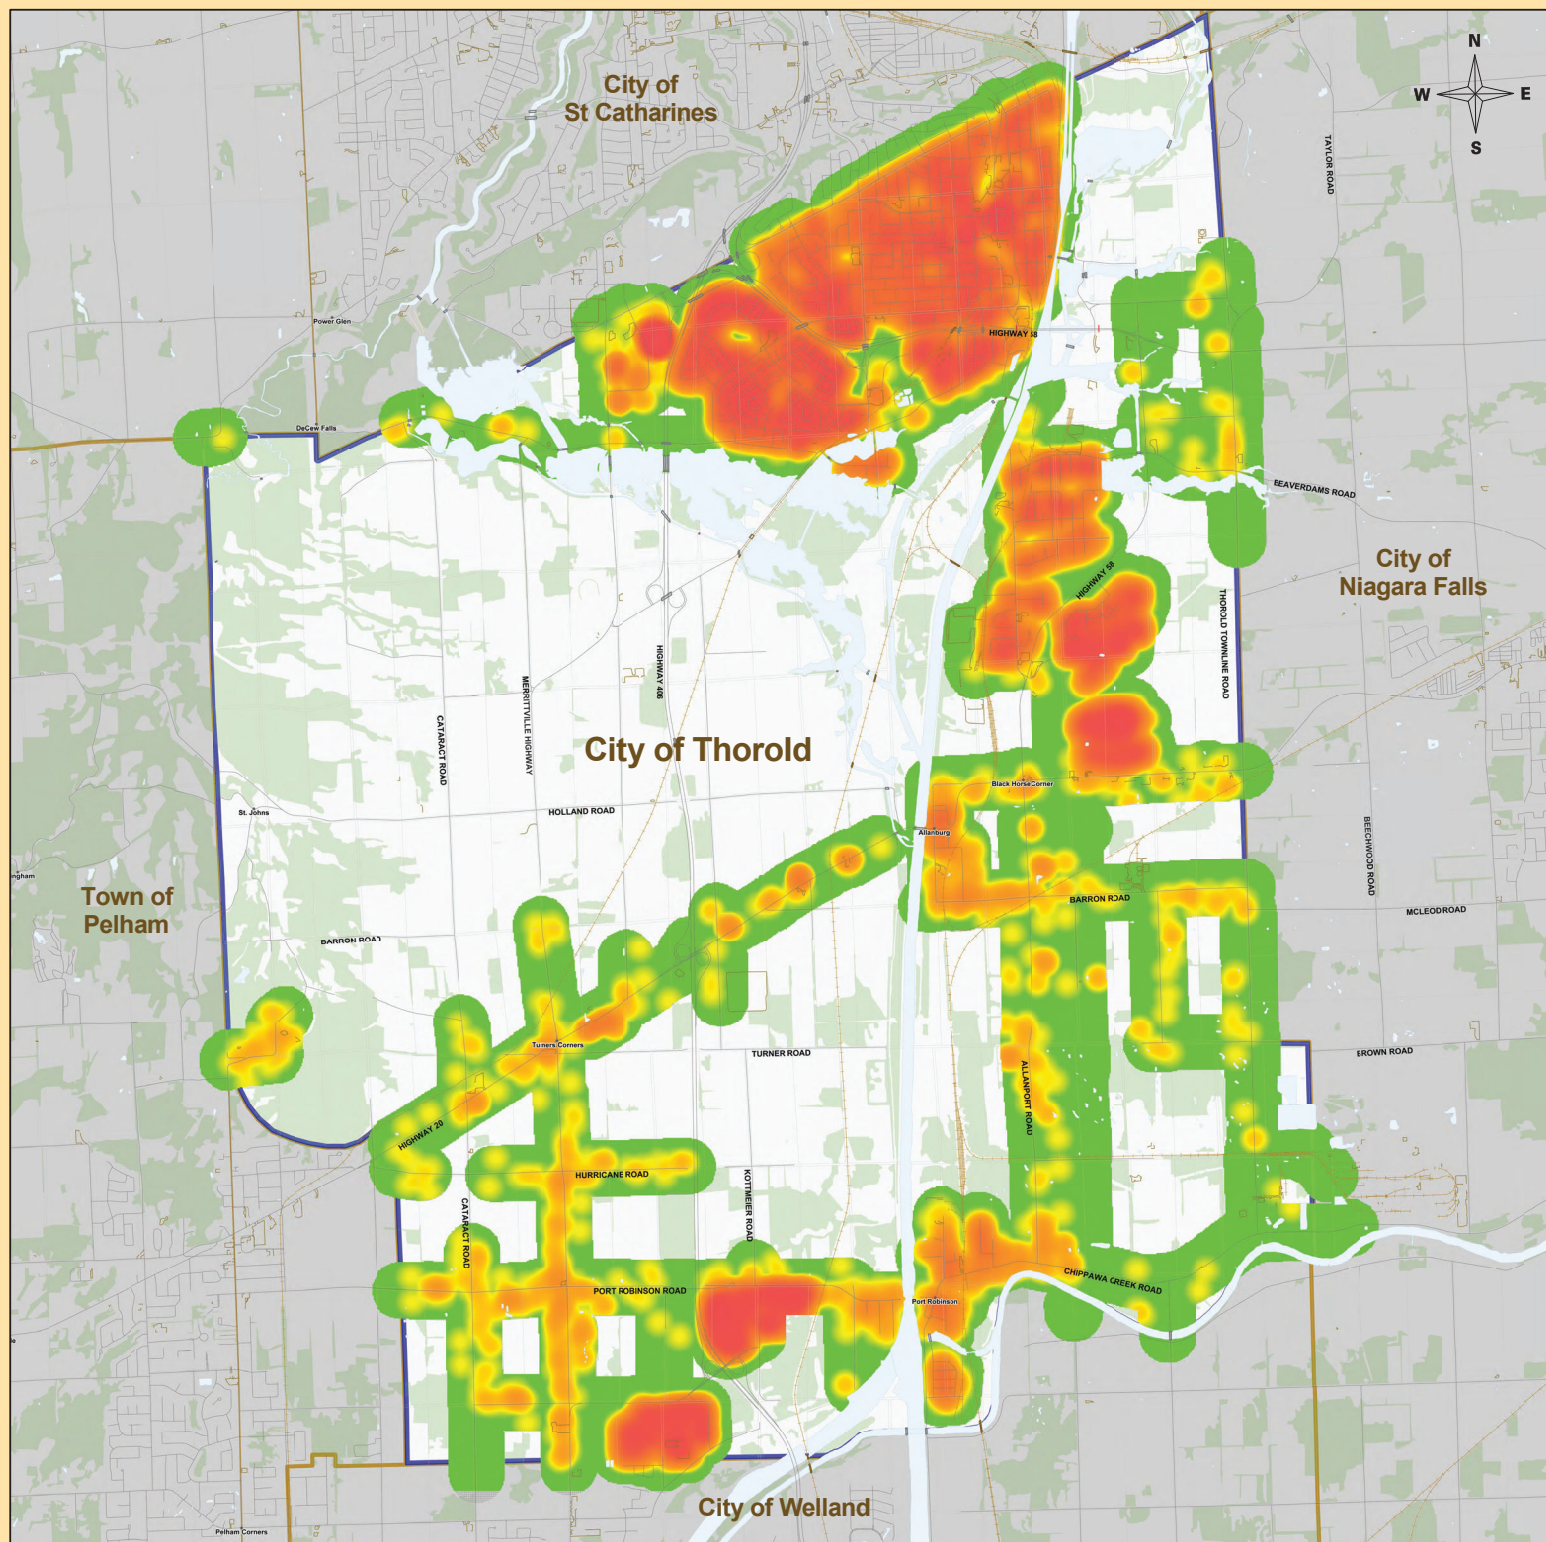 N
W
E
S
City of
St Catharines
TAYLOR ROAD
Power Glen
HIGHWAY
DeCew Falls
BEAVERDAMS ROAD
City of
Niagara Falls
HIGHWAY 58
THOROLD TOWNLINE ROAD
HIGHWAY 406
MERRITTVILLE HIGHWAY
CATARACT ROAD
City of Thorold
Black Horse Corner
HOLLAND ROAD
St. Johns
Allanburg
BEECHWOOD ROAD
ingham
Town of
Pelham
BARRON ROAD
MCLEOD ROAD
BARRON ROAD
Tuners Corners
TURNER ROAD
BROWN ROAD
ALLANPORT ROAD
HIGHWAY 20
HURRICANE ROAD
KOTTMEIER ROAD
CATARACT ROAD
CHIPPAWA CREEK ROAD
PORT ROBINSON ROAD
Port Robinson
City of Welland
Pelham Corners